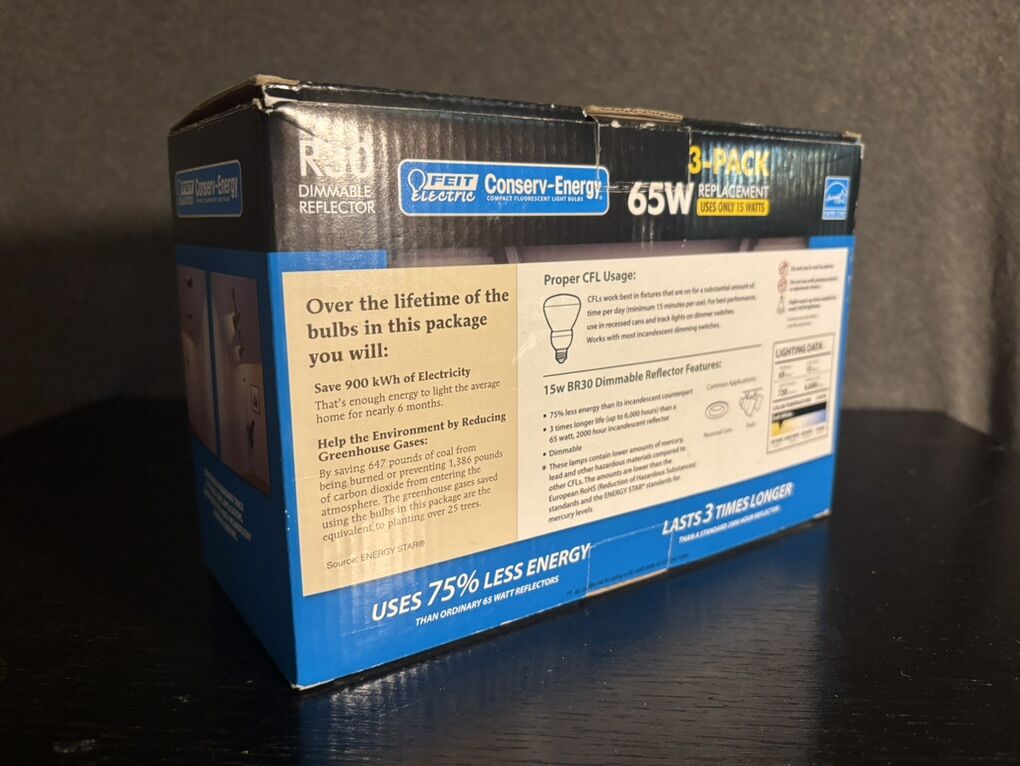 R30
DIMMABLE
REFLECTOR
FEIT
electric
Conserv-Energy
COMPACT FLUORESCENT LIGHT BULBS
3-PACK
65W
REPLACEMENT
USES ONLY 15 WATTS
FEIT
electric
Conserv-Energy
Over the lifetime of the
bulbs in this package
you will:
Save 900 kWh of Electricity
That's enough energy to light the average
home for nearly 6 months.
Help the Environment by Reducing
Greenhouse Gases:
By saving 647 pounds of coal from
being burned or preventing 1,386 pounds
of carbon dioxide from entering the
atmosphere. The greenhouse gases saved
using the bulbs in this package are the
equivalent to planting over 25 trees.
Source: ENERGY STAR®
Proper CFL Usage:
CFLs work best in fixtures that are on for a substantial amount of
time per day (minimum 15 minutes per use). For best performance,
use in recessed cans and track lights on dimmer switches.
Works with most incandescent dimming switches.
15w BR30 Dimmable Reflector Features:
• 75% less energy than its incandescent counterpart
• 3 times longer life (up to 6,000 hours) than a
65 watt, 2000 hour incandescent reflector
• Dimmable
* These lamps contain lower amounts of mercury,
lead and other hazardous materials compared to
other CFLs. The amounts are lower than the
European RoHS (Reduction of Hazardous Substances)
standards and the ENERGY STAR® standards for
mercury levels
Common Applications:
Recessed Cans
Track
LIGHTING DATA:
USES 75% LESS ENERGY
THAN ORDINARY 65 WATT REFLECTORS
LASTS 3 TIMES LONGER
THAN A STANDARD 2000 HOUR REFLECTOR